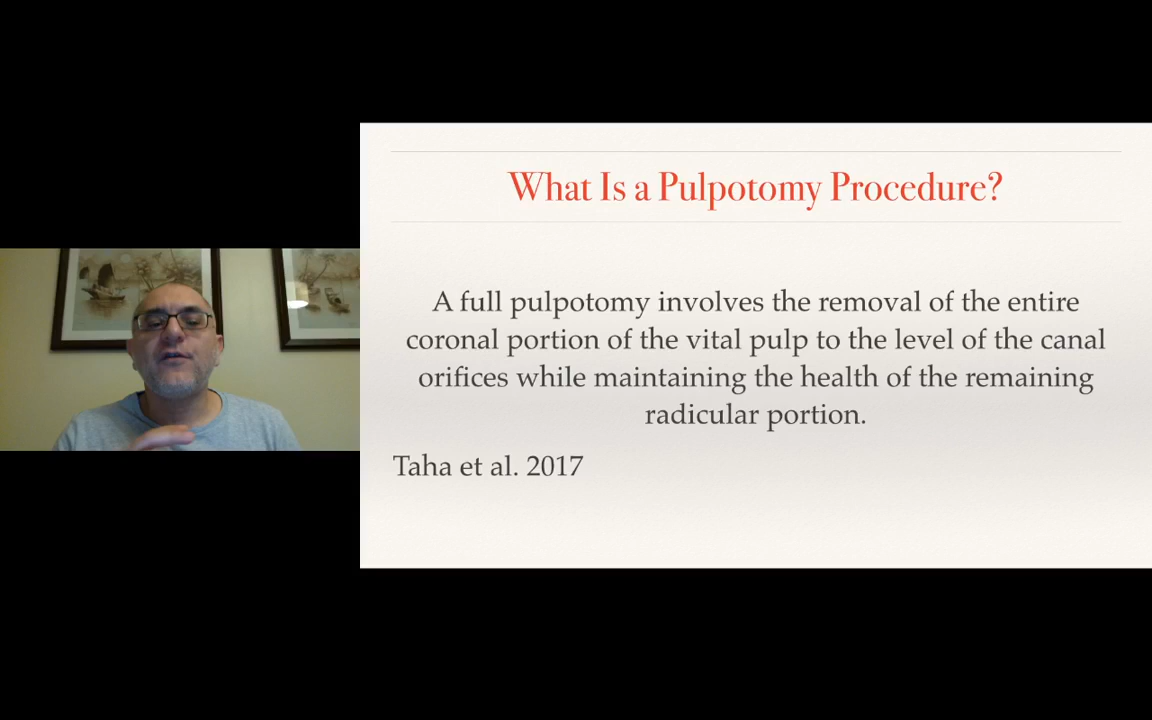 What Is a Pulpotomy Procedure?
A full pulpotomy involves the removal of the entire
coronal portion of the vital pulp to the level of the canal
orifices while maintaining the health of the remaining
radicular portion.
Taha et al. 2017